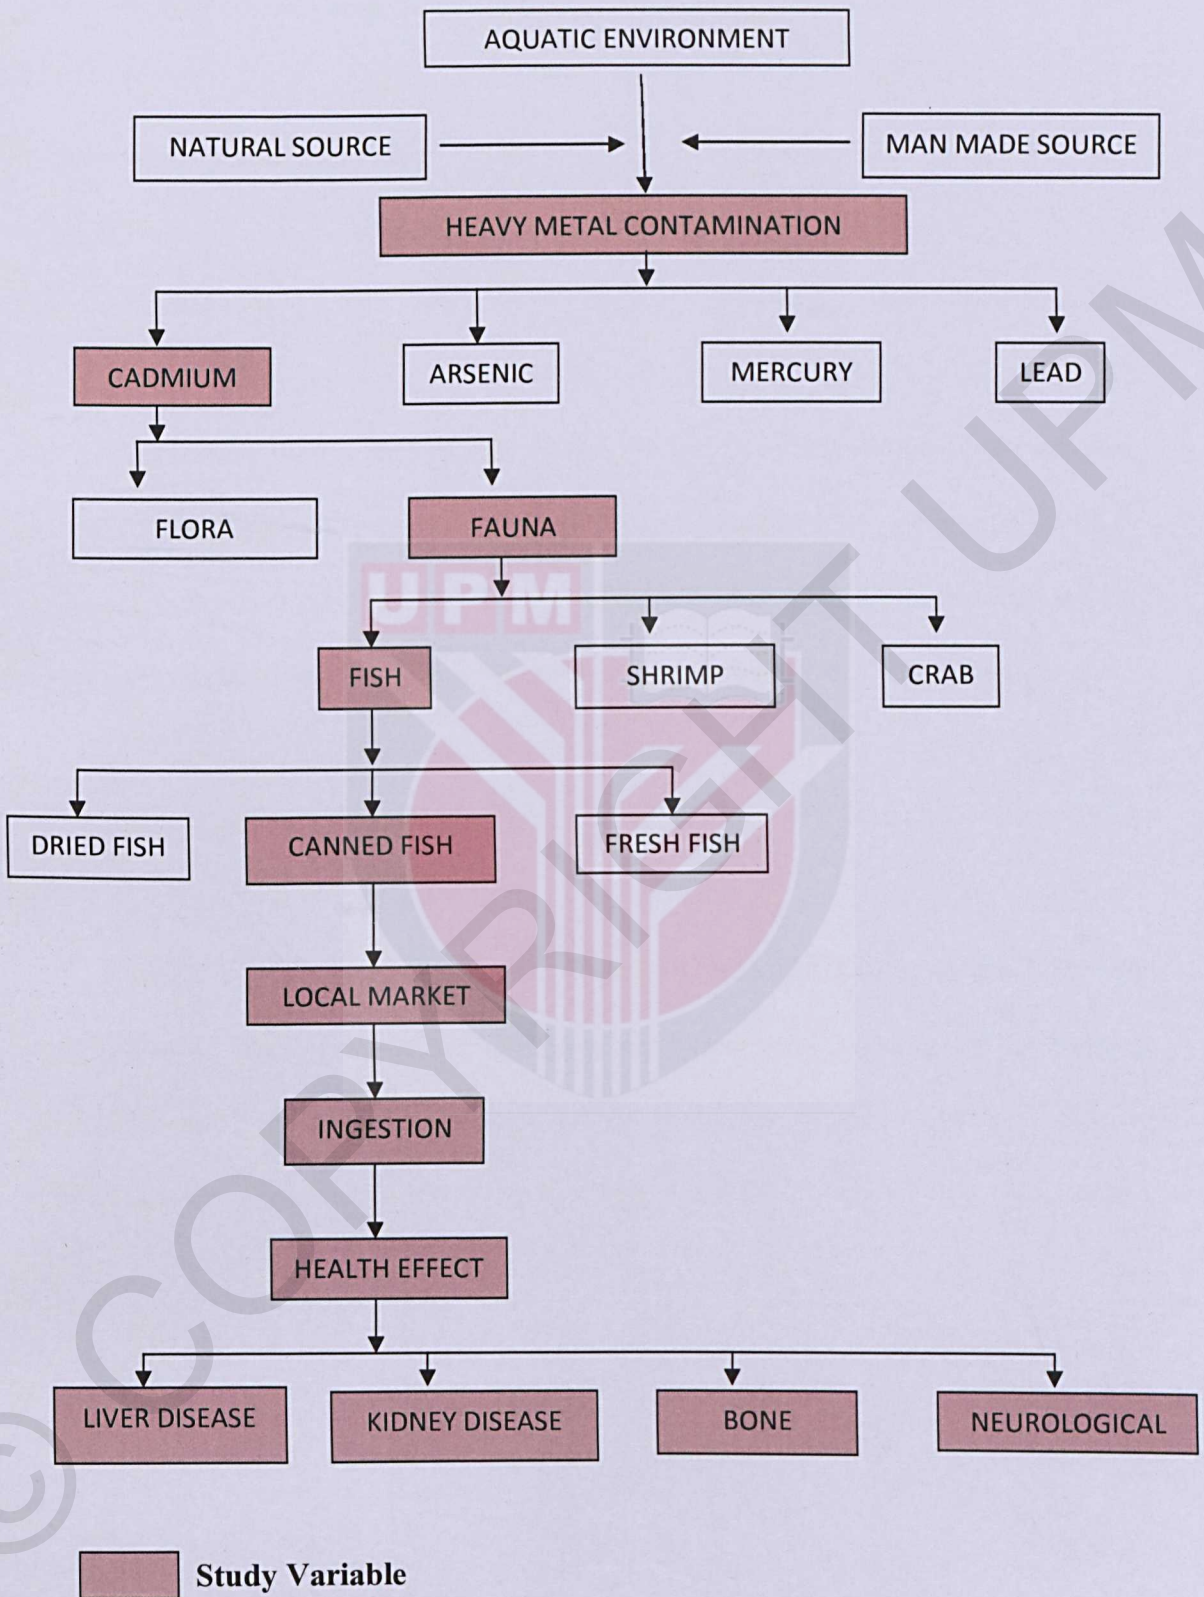 AQUATIC ENVIRONMENT
NATURAL SOURCE
MAN MADE SOURCE
HEAVY METAL CONTAMINATION
CADMIUM
ARSENIC
MERCURY
LEAD
FLORA
FAUNA
UPM
FISH
SHRIMP
CRAB
DRIED FISH
CANNED FISH
FRESH FISH
LOCAL MARKET
INGESTION
HEALTH EFFECT
LIVER DISEASE
KIDNEY DISEASE
BONE
NEUROLOGICAL
Study Variable
© COPYRIGHT UPM